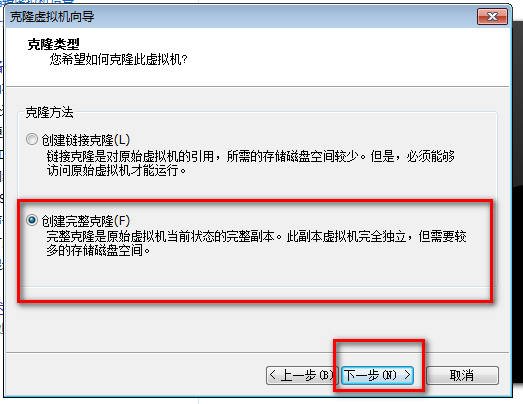 克隆虚拟机向导
克隆类型
您希望如何克隆此虚拟机?
克隆方法
创建链接克隆(L)
链接克隆是对原始虚拟机的引用，所需的存储磁盘空间较少。但是，必须能够
访问原始虚拟机才能运行。
创建完整克隆(F)
完整克隆是原始虚拟机当前状态的完整副本。此副本虚拟机完全独立，但需要较
多的存储磁盘空间。
< 上一步(B) 下一步(N) > 取消